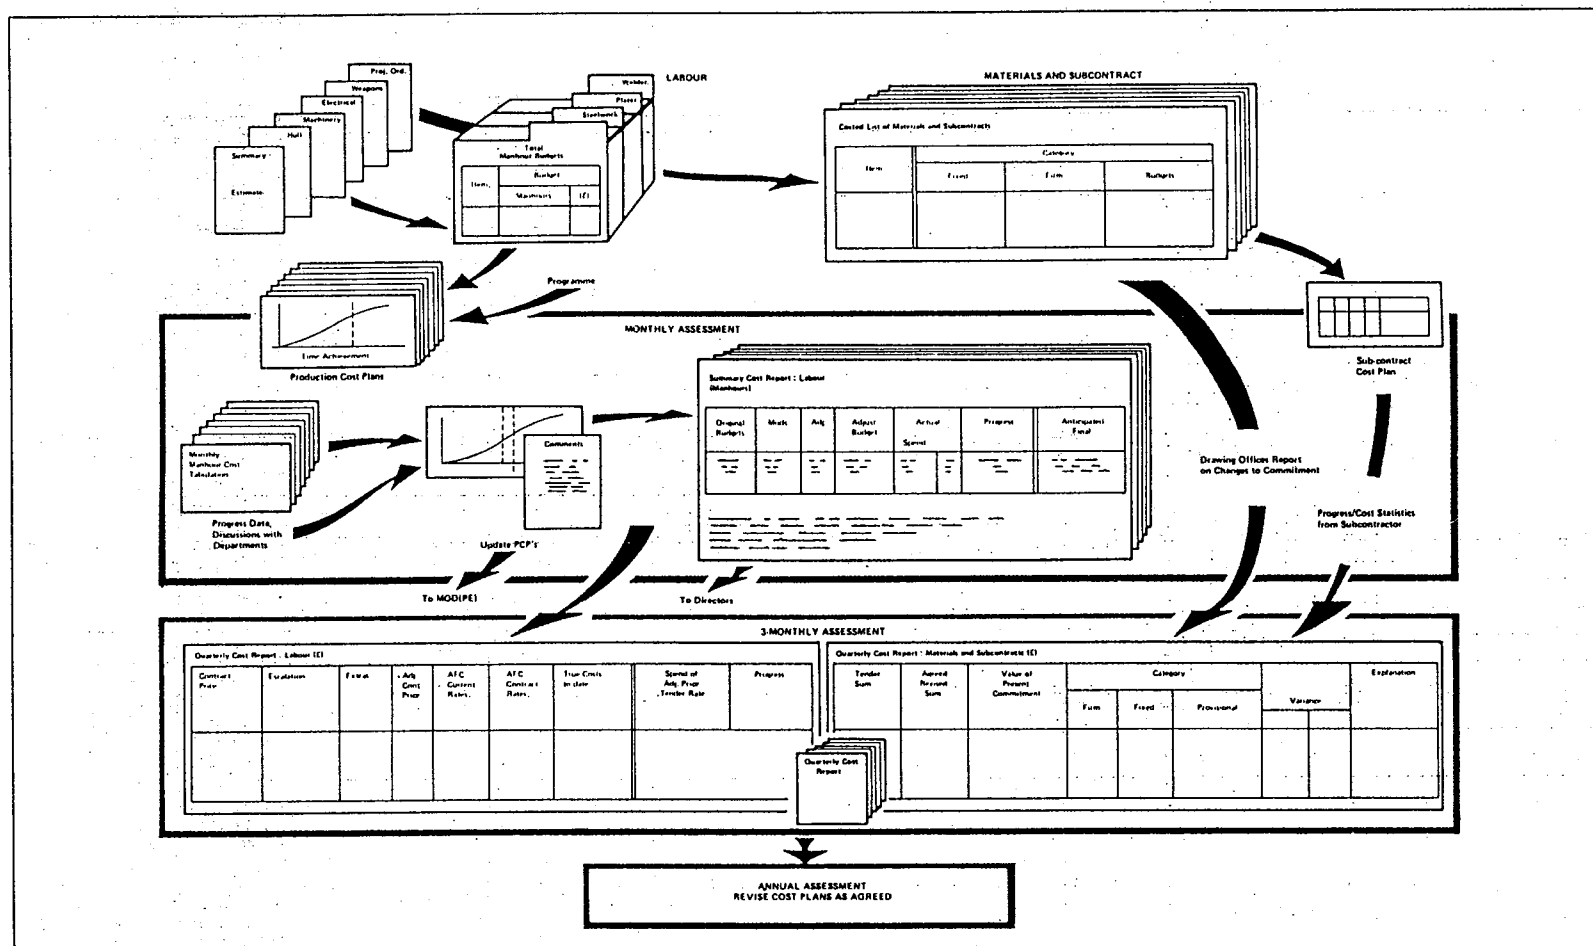 Proj. Ord.
Weapons
Electrical
Machinery
Hull
Summary
Estimate
LABOUR
Welder
Plater
Steelwork
Total
Manhour Budgets
Item
Budget
Manhours
(£)
MATERIALS AND SUBCONTRACT
Costed List of Materials and Subcontracts
Item
Category
Fixed
Firm
Budgets
Programme
Time Achievement
Production Cost Plans
MONTHLY ASSESSMENT
Sub-contract
Cost Plan
Monthly
Manhour Cost
Tabulation
Progress Data,
Discussions with
Departments
Comments
Update PCP's
Summary Cost Report : Labour
(Manhours)
Original
Budgets
Mods
Adj.
Adjust
Budget
Actual
Spend
Progress
Anticipated
Final
Drawing Offices Report
on Changes to Commitment
Progress/Cost Statistics
from Subcontractor
To MOD(PE)
To Directors
3-MONTHLY ASSESSMENT
Quarterly Cost Report : Labour (£)
Contract
Price
Escalation
Extras
Adj.
Cont
Price
AFC
Current
Rates.
AFC
Contract
Rates.
True Costs
to date
Spend of
Adj. Price
Tender Rate
Progress
Quarterly Cost Report : Materials and Subcontracts (£)
Tender
Sum
Agreed
Revised
Sum
Value of
Present
Commitment
Category
Firm
Fixed
Provisional
Variance
Explanation
Quarterly Cost
Report
ANNUAL ASSESSMENT
REVISE COST PLANS AS AGREED